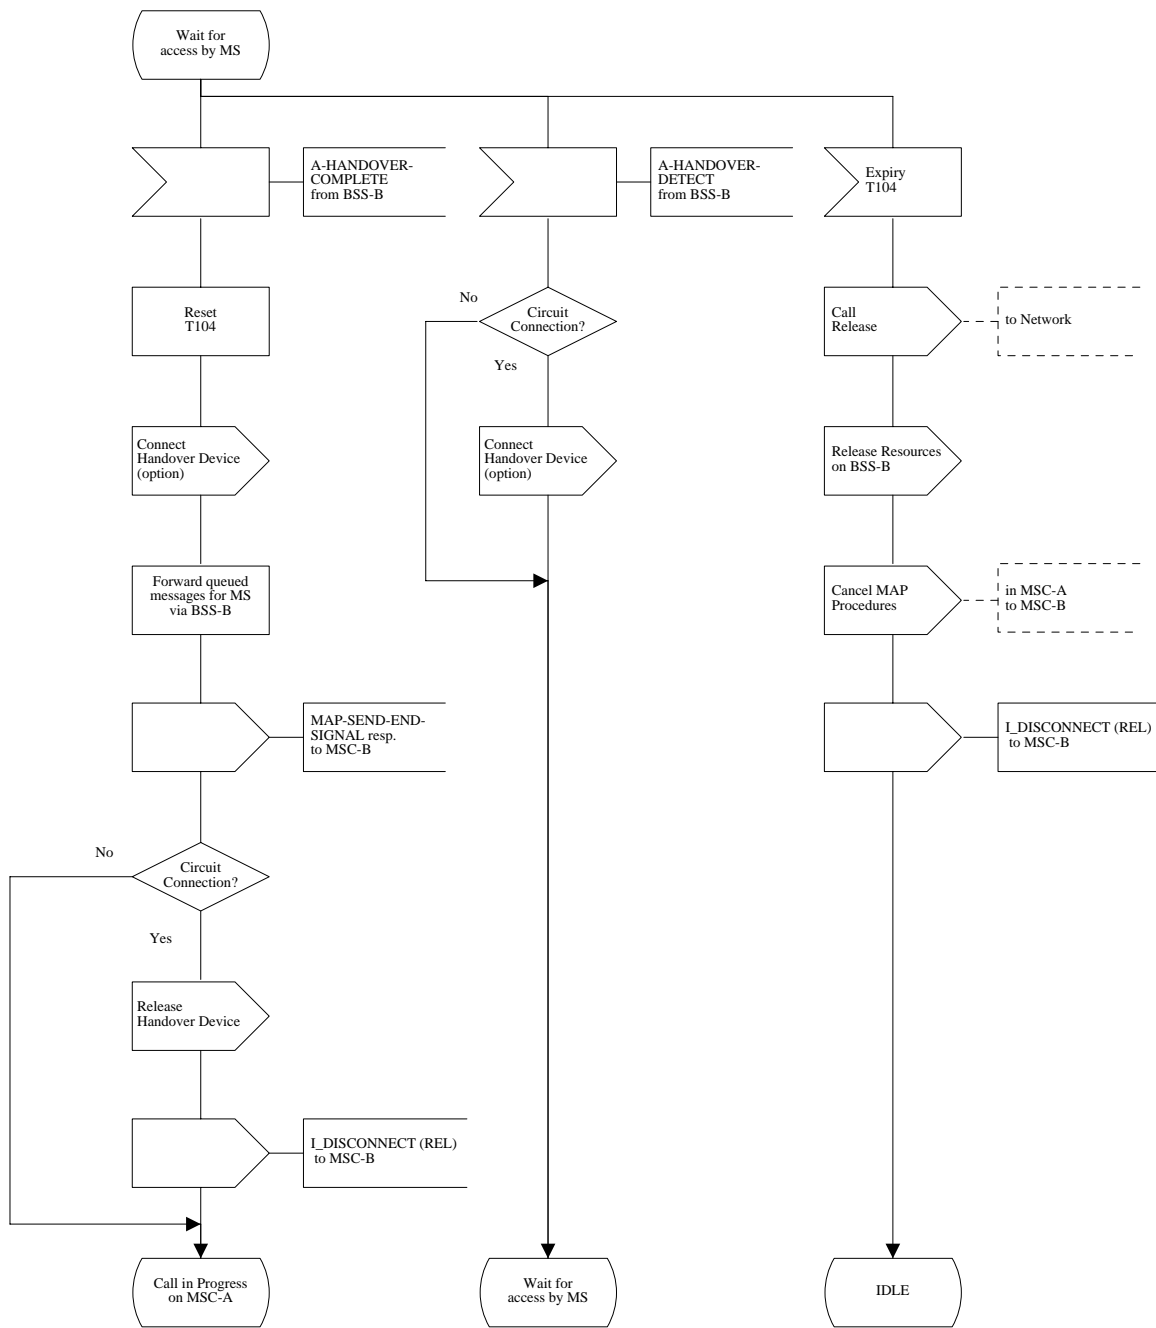 Wait for
access by MS
A-HANDOVER-
COMPLETE
from BSS-B
A-HANDOVER-
DETECT
from BSS-B
Expiry
T104
Reset
T104
No
Circuit
Connection?
Yes
Call
Release
to Network
Connect
Handover Device
(option)
Connect
Handover Device
(option)
Release Resources
on BSS-B
Forward queued
messages for MS
via BSS-B
Cancel MAP
Procedures
in MSC-A
to MSC-B
MAP-SEND-END-
SIGNAL resp.
to MSC-B
I_DISCONNECT (REL)
to MSC-B
No
Circuit
Connection?
Yes
Release
Handover Device
I_DISCONNECT (REL)
to MSC-B
Call in Progress
on MSC-A
Wait for
access by MS
IDLE